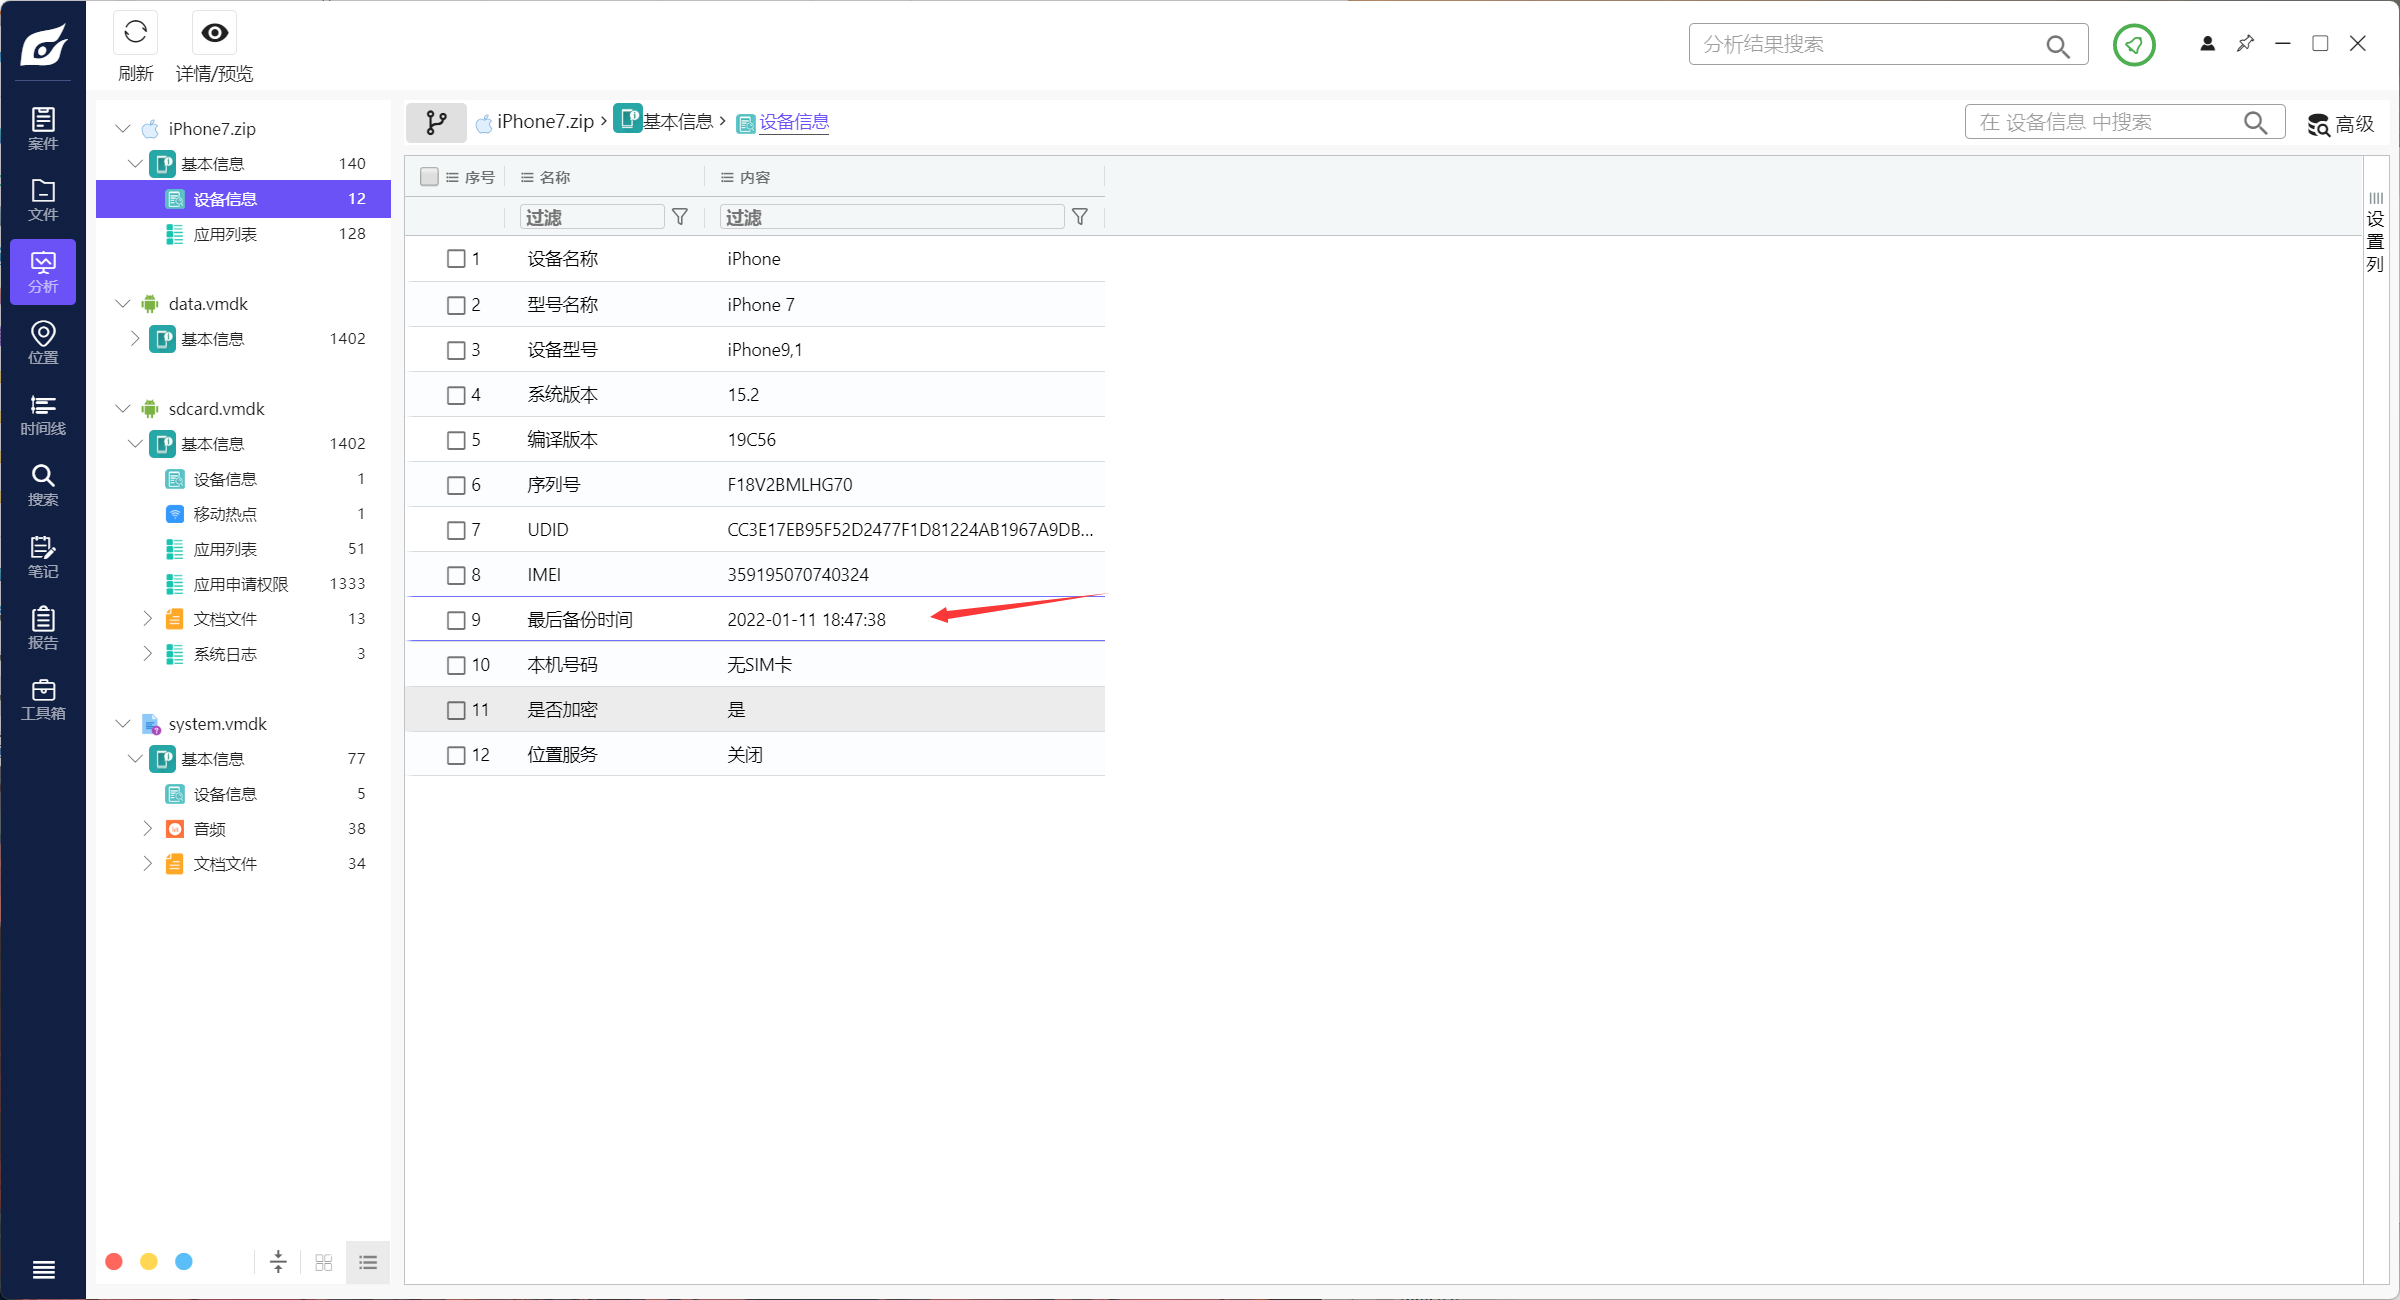 刷新
详情/预览
分析结果搜索
案件
文件
分析
位置
时间线
搜索
笔记
报告
工具箱
iPhone7.zip
基本信息 140
设备信息 12
应用列表 128
data.vmdk
基本信息 1402
sdcard.vmdk
基本信息 1402
设备信息 1
移动热点 1
应用列表 51
应用申请权限 1333
文档文件 13
系统日志 3
system.vmdk
基本信息 77
设备信息 5
音频 38
文档文件 34
iPhone7.zip › 基本信息 › 设备信息
在 设备信息 中搜索
高级
序号 名称 内容
过滤 过滤
1 设备名称 iPhone
2 型号名称 iPhone 7
3 设备型号 iPhone9,1
4 系统版本 15.2
5 编译版本 19C56
6 序列号 F18V2BMLHG70
7 UDID CC3E17EB95F52D2477F1D81224AB1967A9DB...
8 IMEI 359195070740324
9 最后备份时间 2022-01-11 18:47:38
10 本机号码 无SIM卡
11 是否加密 是
12 位置服务 关闭
设置列